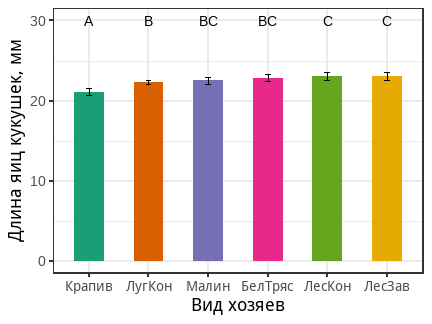 Длина яиц кукушек, мм
30
20
10
0
A B BC BC C C
Крапив ЛугКон Малин БелТряс ЛесКон ЛесЗав
Вид хозяев